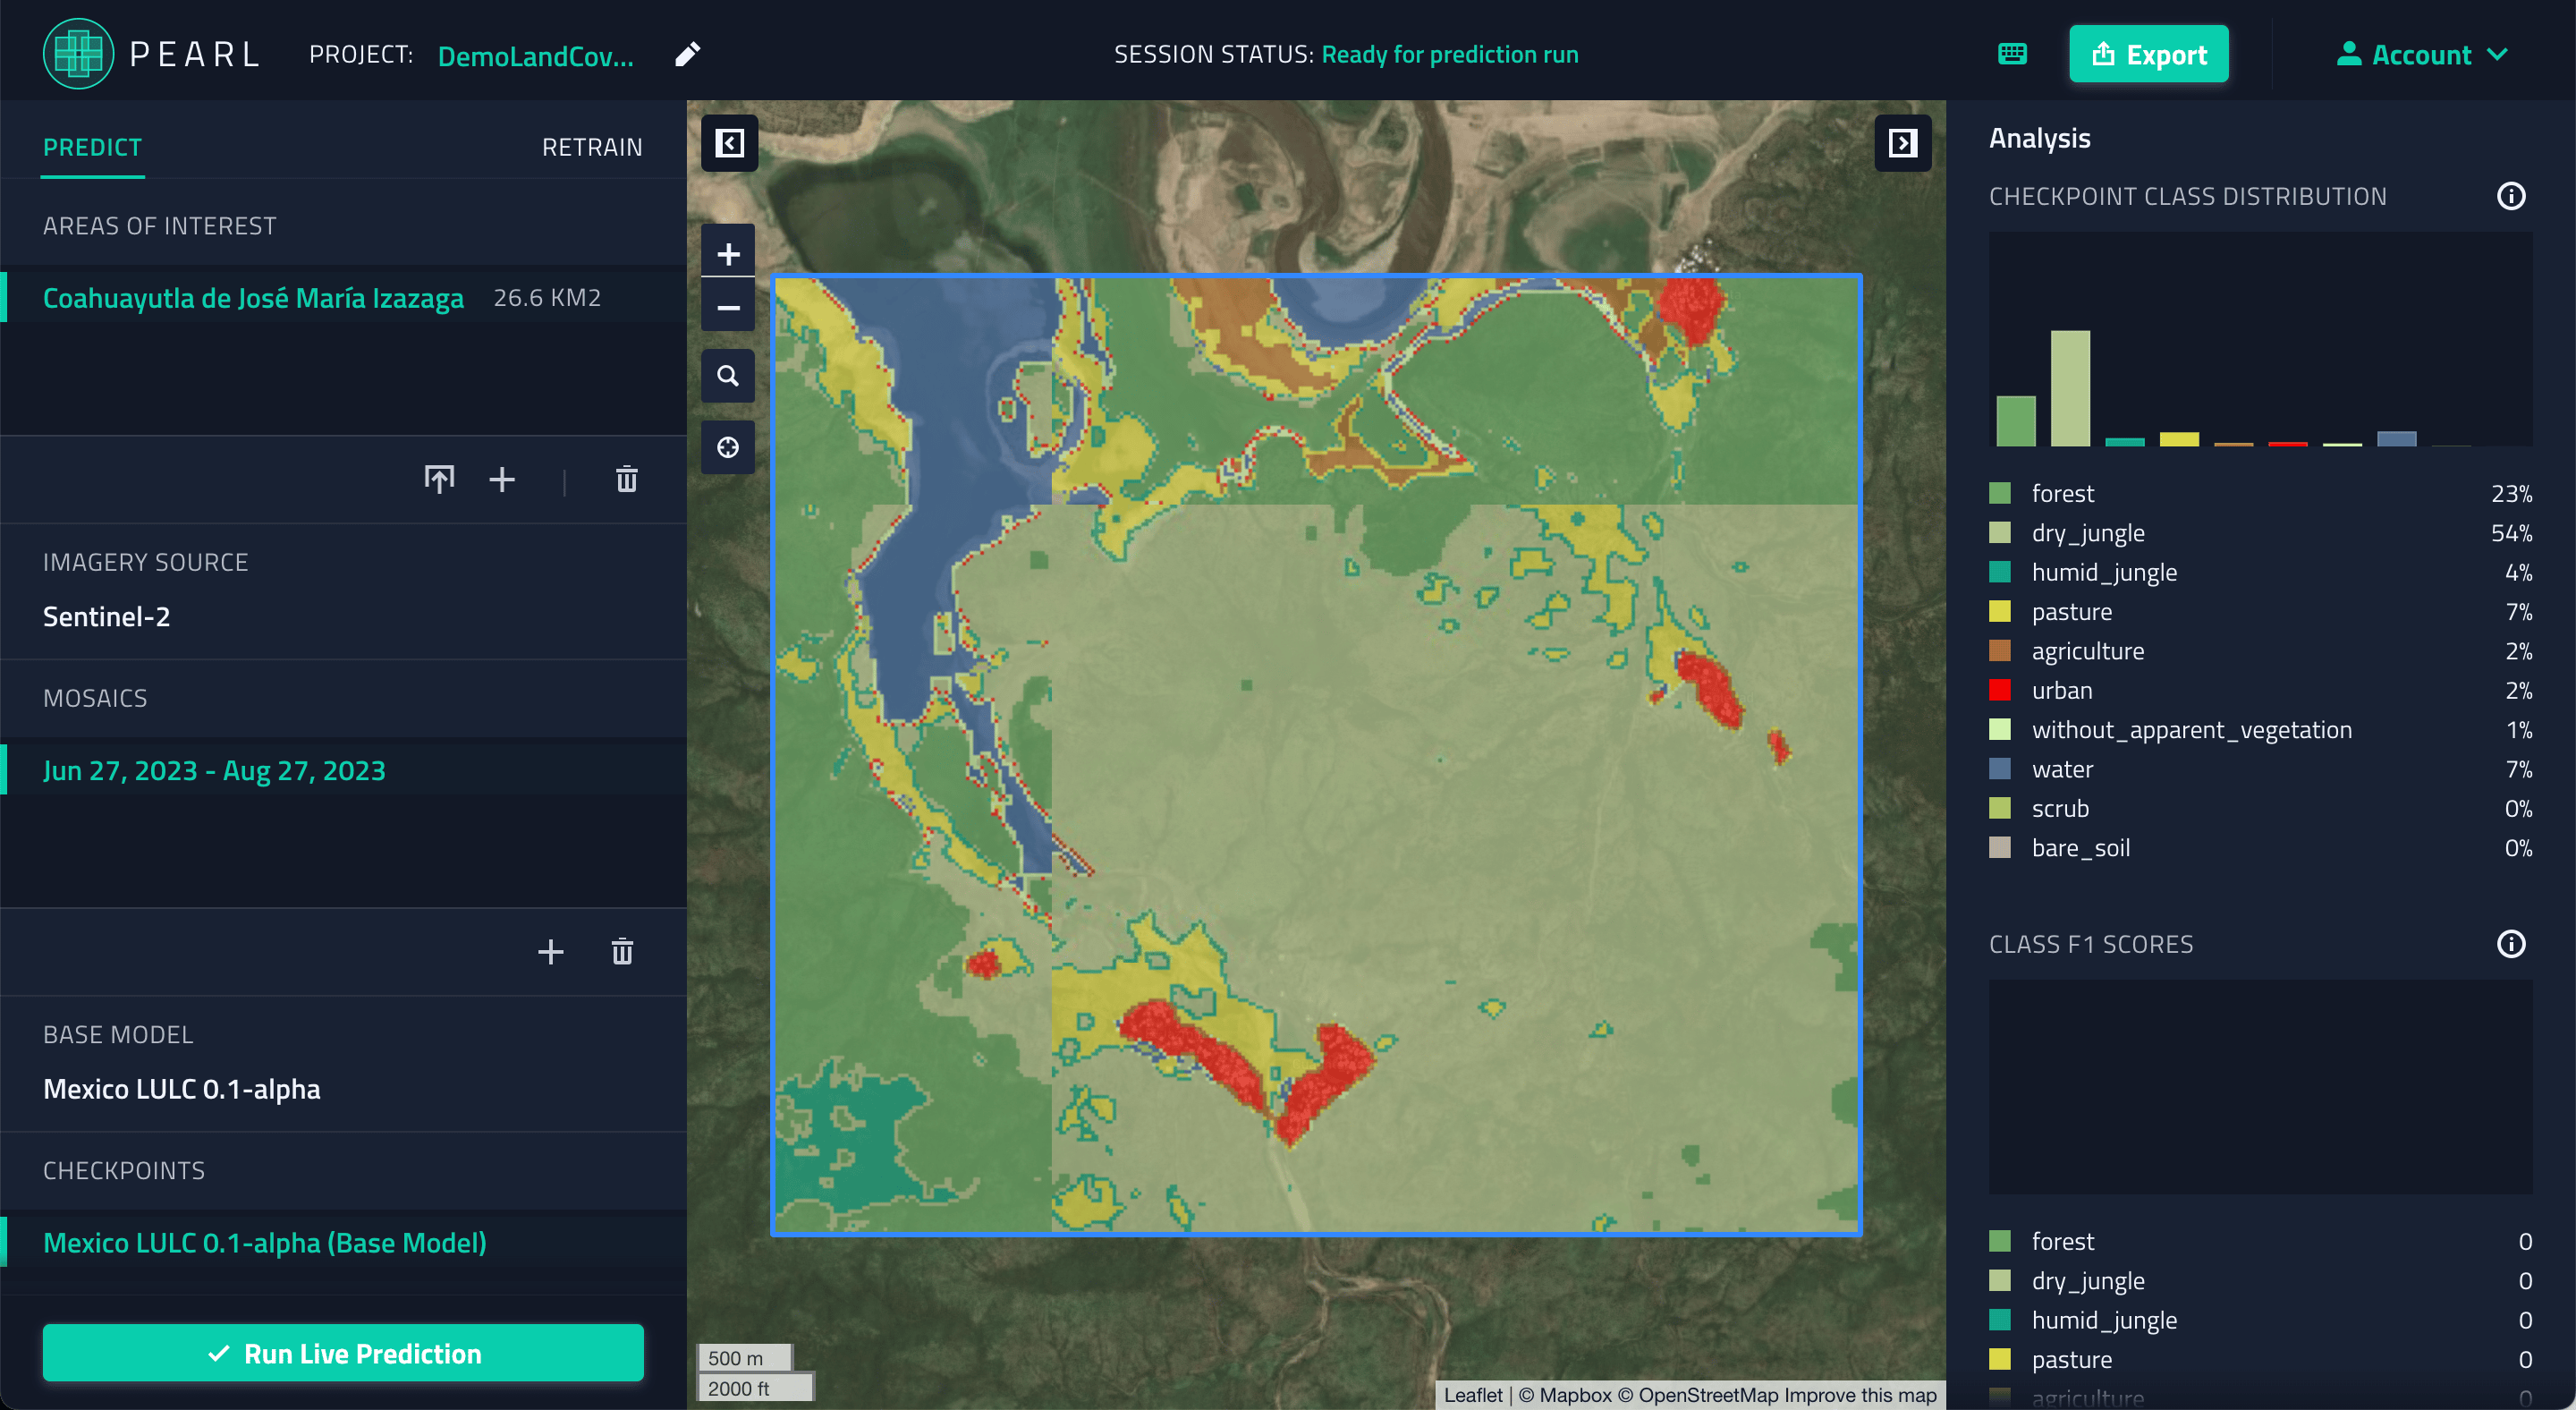 PEARL
PROJECT: DemoLandCov...
SESSION STATUS: Ready for prediction run
Export
Account
PREDICT
RETRAIN
AREAS OF INTEREST
Coahuayutla de José María Izazaga 26.6 KM2
IMAGERY SOURCE
Sentinel-2
MOSAICS
Jun 27, 2023 - Aug 27, 2023
BASE MODEL
Mexico LULC 0.1-alpha
CHECKPOINTS
Mexico LULC 0.1-alpha (Base Model)
Run Live Prediction
500 m
2000 ft
Leaflet | © Mapbox © OpenStreetMap Improve this map
Analysis
CHECKPOINT CLASS DISTRIBUTION
forest 23%
dry_jungle 54%
humid_jungle 4%
pasture 7%
agriculture 2%
urban 2%
without_apparent_vegetation 1%
water 7%
scrub 0%
bare_soil 0%
CLASS F1 SCORES
forest 0
dry_jungle 0
humid_jungle 0
pasture 0
agriculture 0